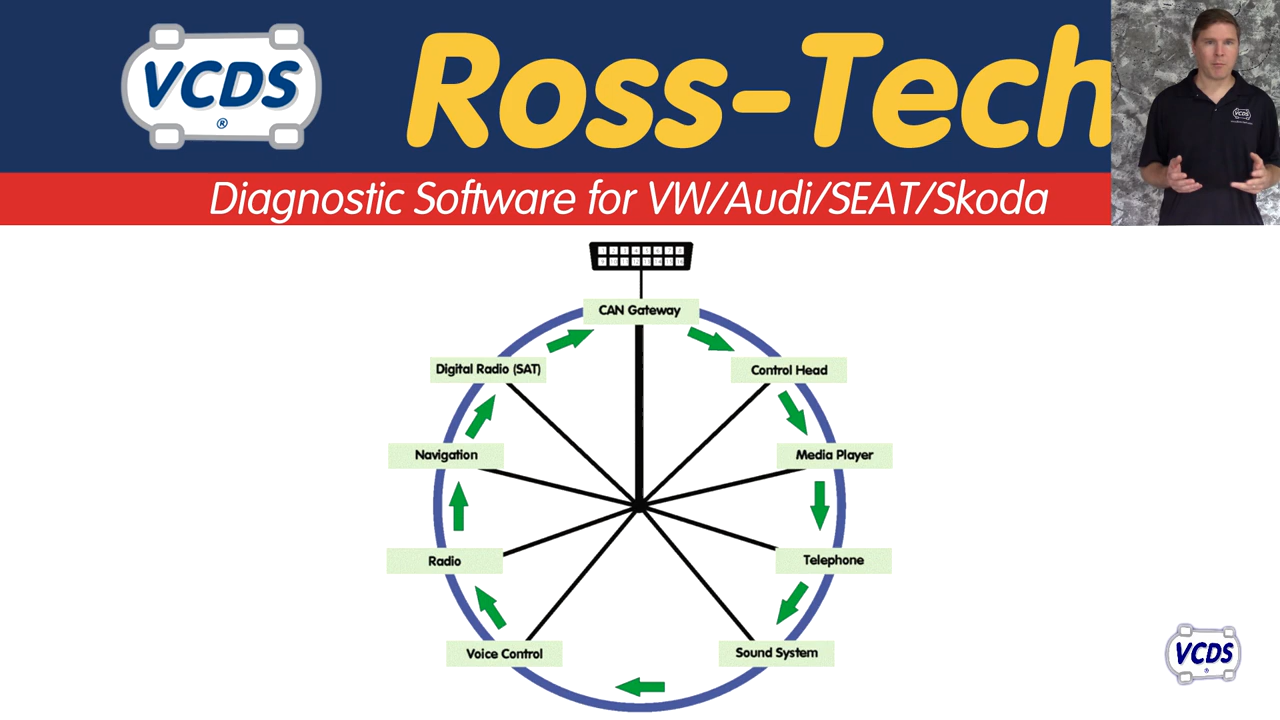 VCDS
®
Ross-Tech
Diagnostic Software for VW/Audi/SEAT/Skoda
VCDS
CAN Gateway
Digital Radio (SAT)
Control Head
Navigation
Media Player
Radio
Telephone
Voice Control
Sound System
VCDS
®